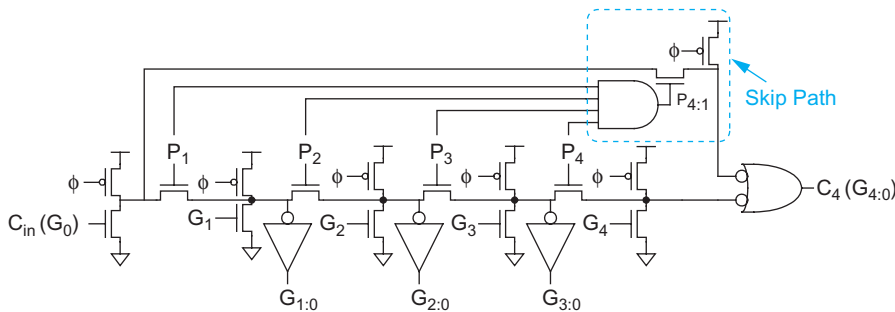 ϕ
P4:1
Skip Path
P1
P2
P3
P4
ϕ
ϕ
ϕ
ϕ
ϕ
C4 (G4:0)
Cin (G0)
G1
G2
G3
G4
G1:0
G2:0
G3:0